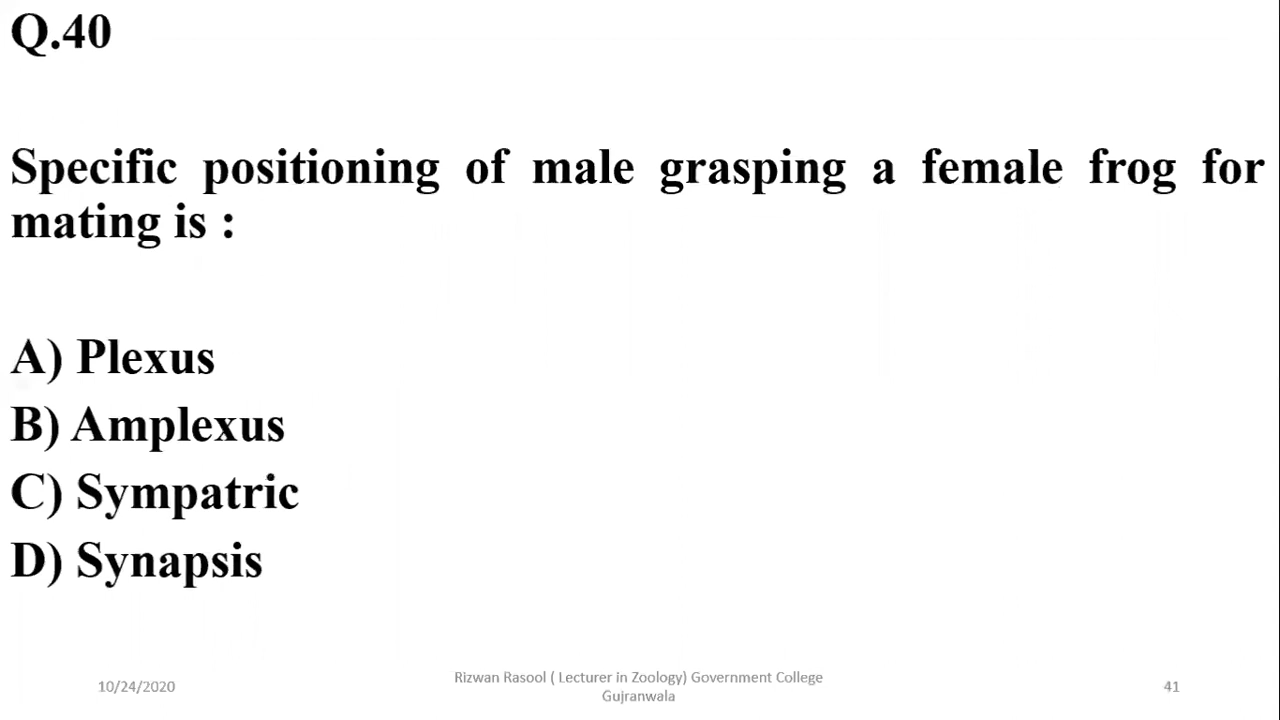 Q.40
Specific positioning of male grasping a female frog for
mating is :
A) Plexus
B) Amplexus
C) Sympatric
D) Synapsis
10/24/2020
Rizwan Rasool ( Lecturer in Zoology) Government College
Gujranwala
41